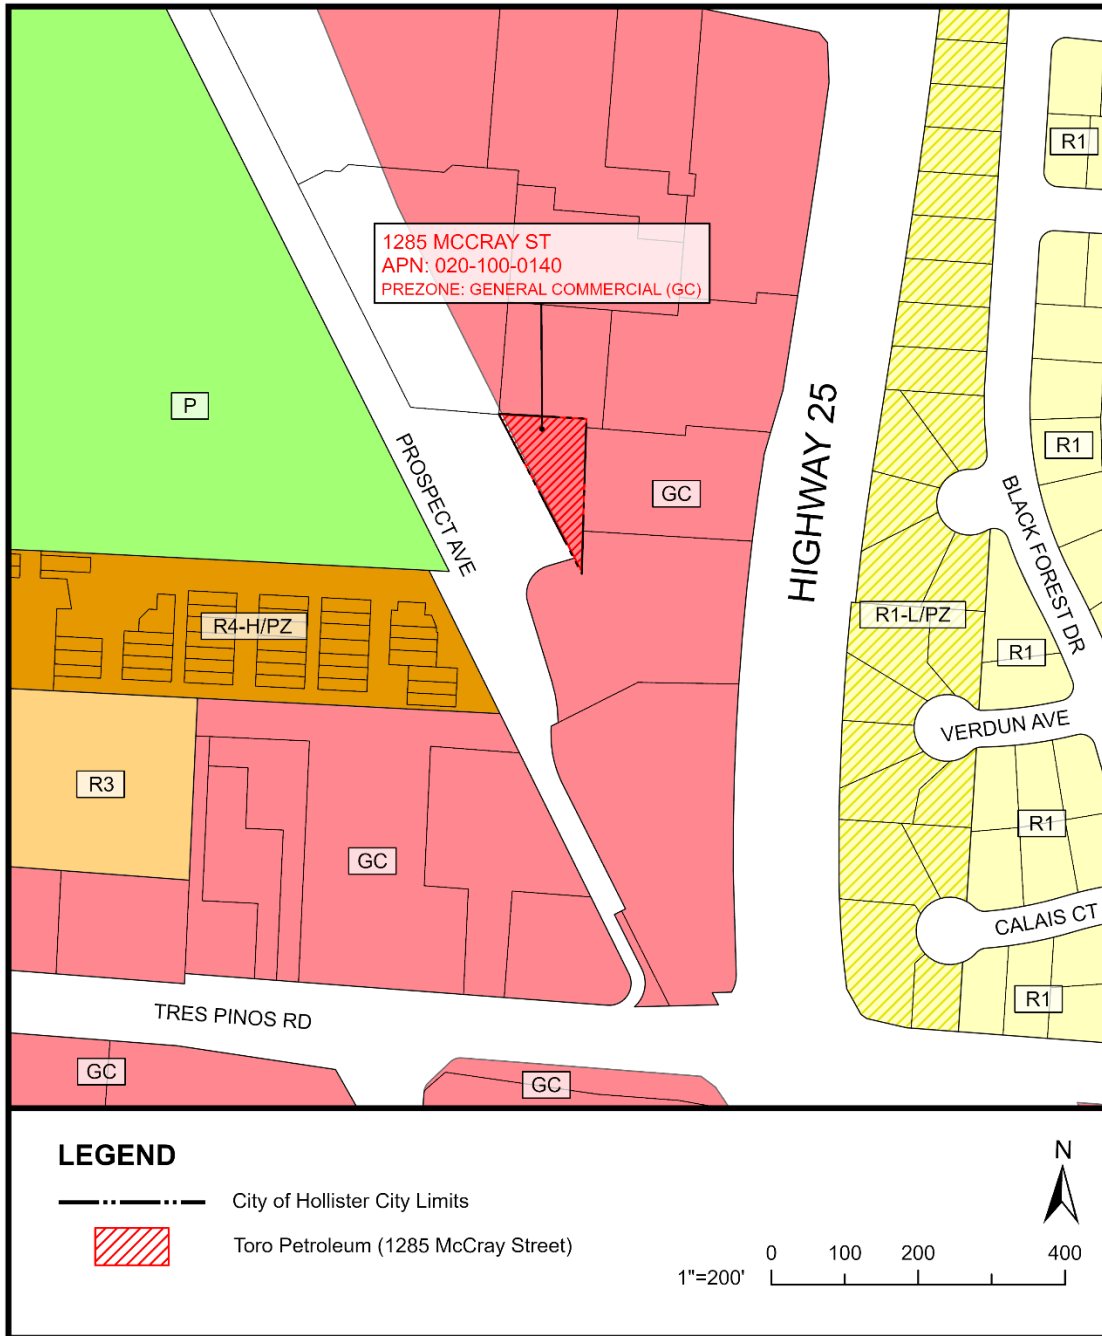 R1
1285 MCCRAY ST
APN: 020-100-0140
PREZONE: GENERAL COMMERCIAL (GC)
P
PROSPECT AVE
HIGHWAY 25
R1
GC
BLACK FOREST DR
R4-H/PZ
R1-L/PZ
R1
VERDUN AVE
R3
R1
GC
CALAIS CT
R1
TRES PINOS RD
GC
GC
LEGEND
City of Hollister City Limits
Toro Petroleum (1285 McCray Street)
N
1"=200'
0 100 200 400